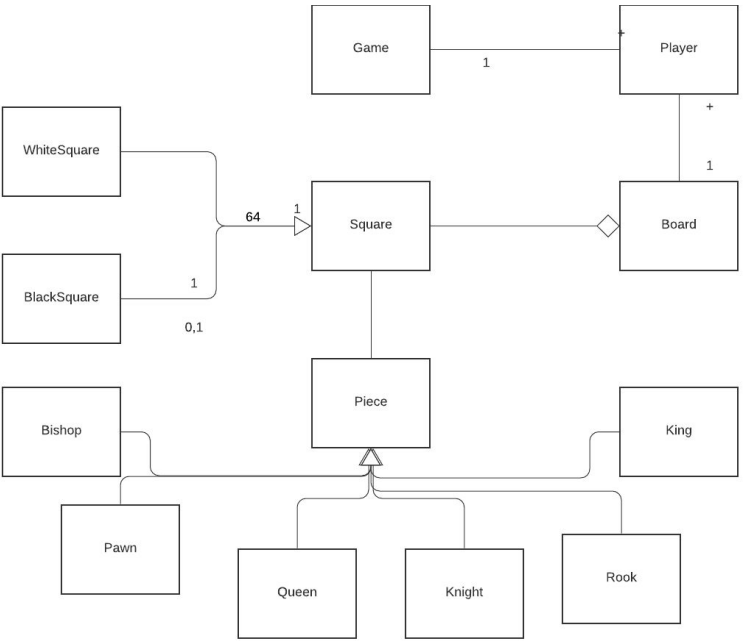 Game
+
Player
1
+
WhiteSquare
1
1
64
Square
Board
1
BlackSquare
0,1
Piece
Bishop
King
Pawn
Queen
Knight
Rook